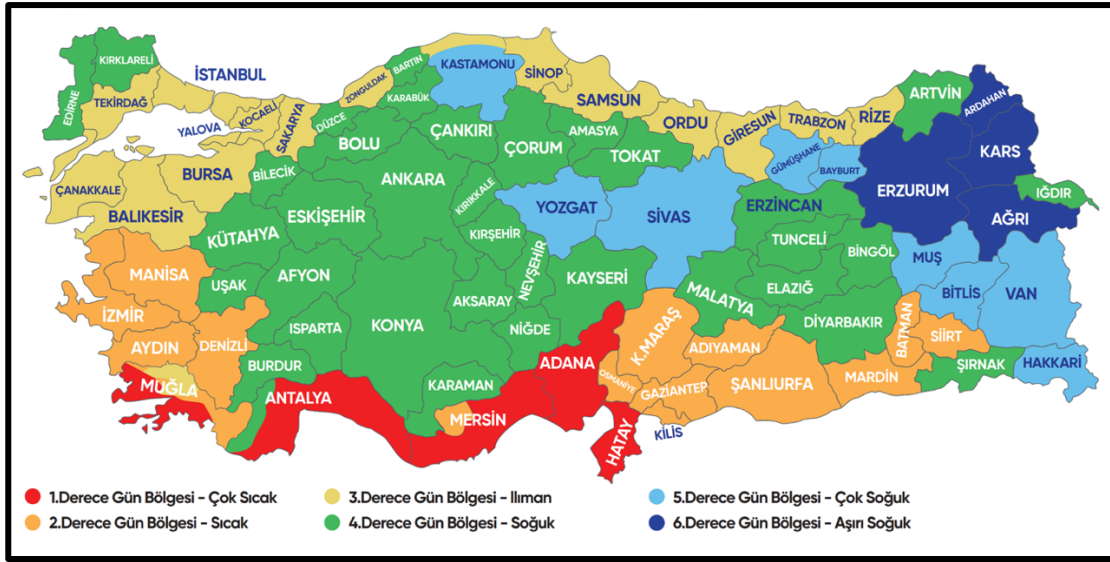 KIRKLARELİ
EDİRNE
TEKİRDAĞ
İSTANBUL
YALOVA
KOCAELİ
SAKARYA
DÜZCE
ZONGULDAK
BARTIN
KARABÜK
KASTAMONU
SİNOP
SAMSUN
ORDU
GİRESUN
TRABZON
RİZE
ARTVİN
ARDAHAN
KARS
IĞDIR
AĞRI
ERZURUM
BAYBURT
GÜMÜŞHANE
ÇANAKKALE
BALIKESİR
BURSA
BİLECİK
BOLU
ÇANKIRI
ÇORUM
AMASYA
TOKAT
ANKARA
KIRIKKALE
YOZGAT
SİVAS
ERZİNCAN
TUNCELİ
BİNGÖL
MUŞ
BİTLİS
VAN
KÜTAHYA
ESKİŞEHİR
KIRŞEHİR
NEVŞEHİR
KAYSERİ
MALATYA
ELAZIĞ
DİYARBAKIR
BATMAN
SİİRT
ŞIRNAK
HAKKARİ
MANİSA
UŞAK
AFYON
AKSARAY
KONYA
NİĞDE
İZMİR
AYDIN
DENİZLİ
ISPARTA
BURDUR
MUĞLA
ANTALYA
KARAMAN
MERSİN
ADANA
OSMANİYE
K.MARAŞ
ADIYAMAN
GAZİANTEP
ŞANLIURFA
MARDİN
KİLİS
HATAY
1.Derece Gün Bölgesi - Çok Sıcak
2.Derece Gün Bölgesi - Sıcak
3.Derece Gün Bölgesi - Ilıman
4.Derece Gün Bölgesi - Soğuk
5.Derece Gün Bölgesi - Çok Soğuk
6.Derece Gün Bölgesi - Aşırı Soğuk